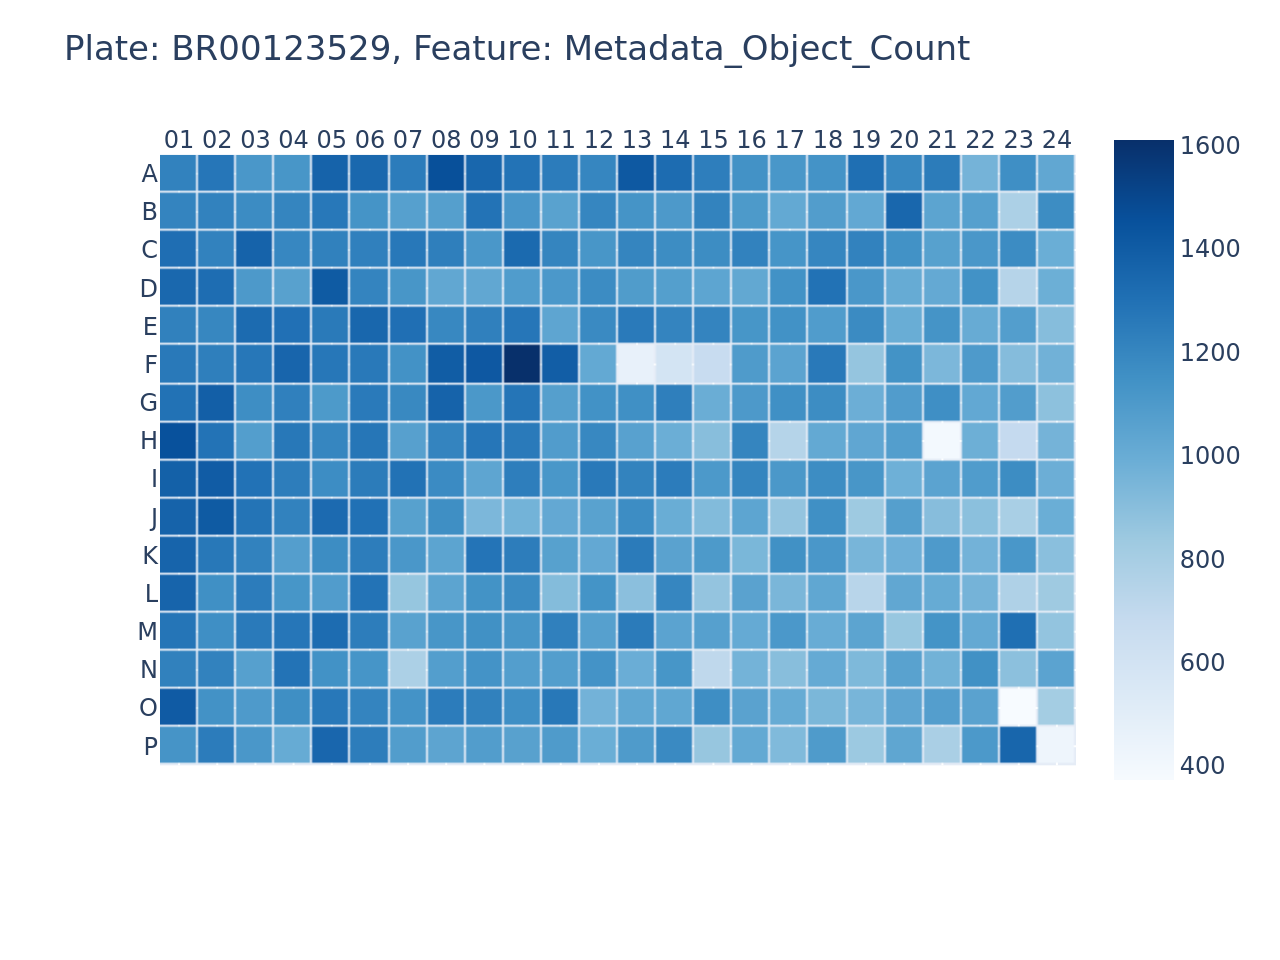 Plate: BR00123529, Feature: Metadada_Object_Count
01 02 03 04 05 06 07 08 09 10 11 12 13 14 15 16 17 18 19 20 21 22 23 24
A
B
C
D
E
F
G
H
I
J
K
L
M
N
O
P
1600
1400
1200
1000
800
600
400